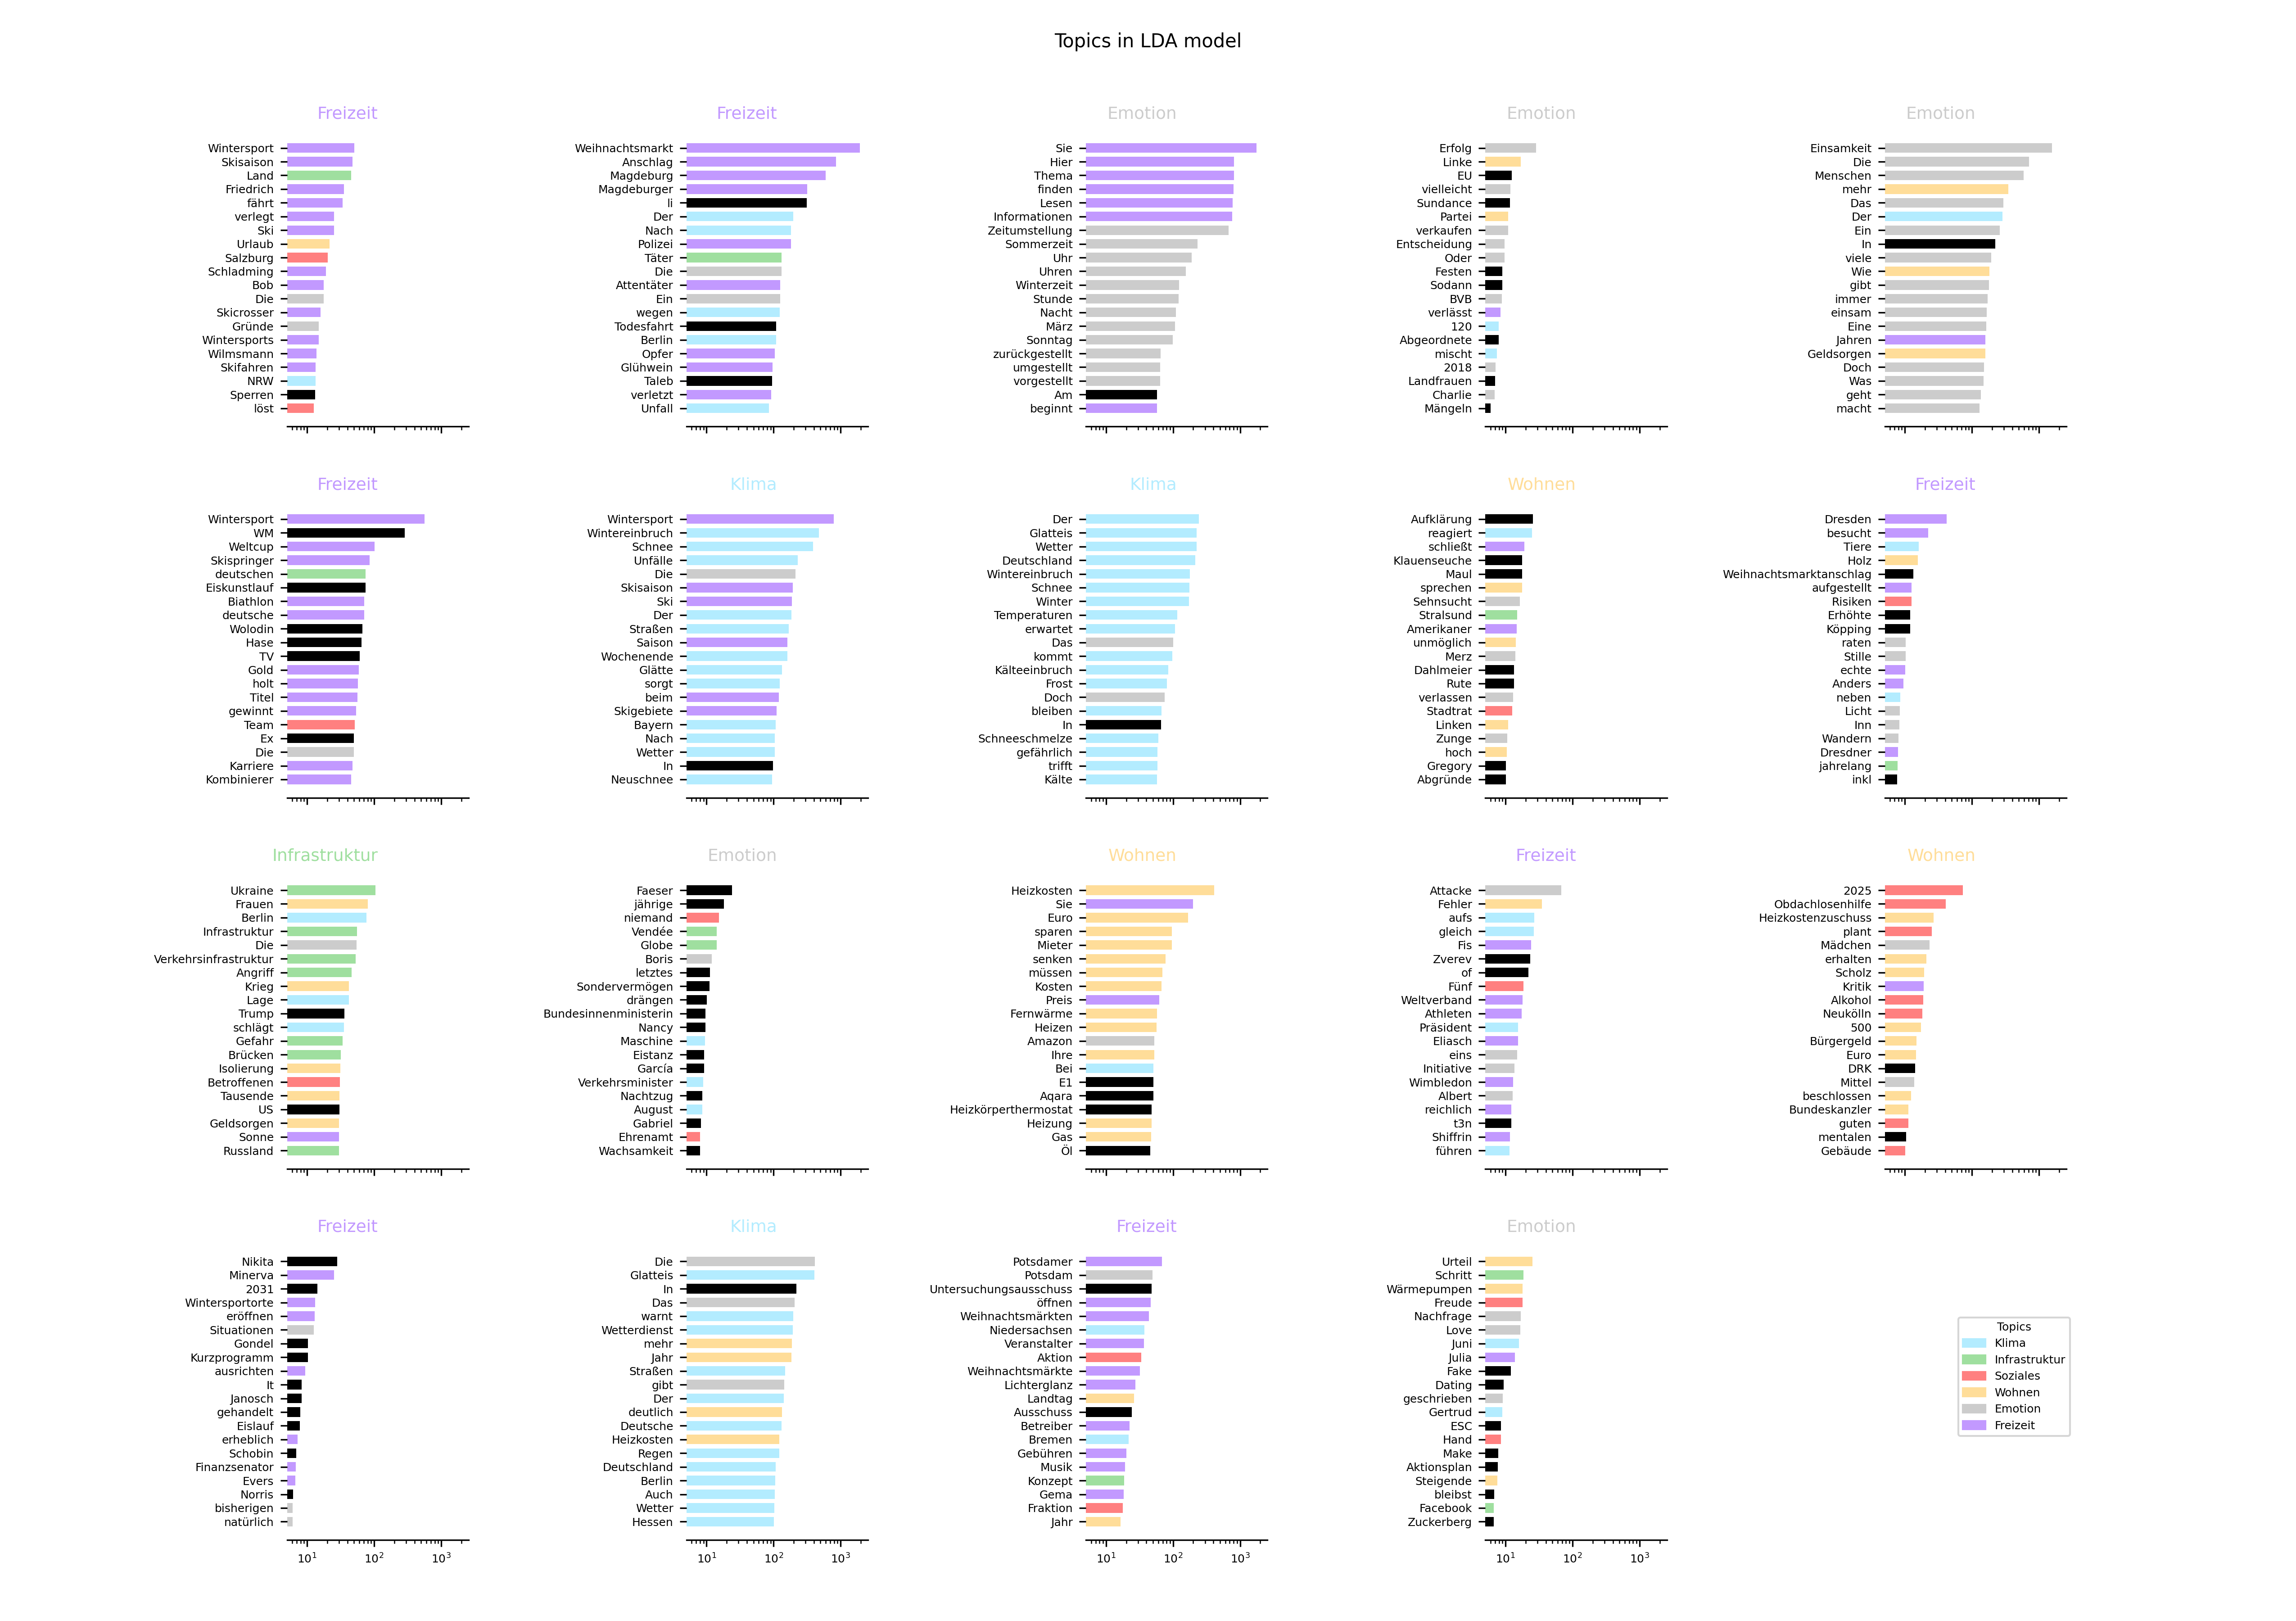 Topics in LDA model
Freizeit
Wintersport
Skisaison
Land
Friedrich
fährt
verlegt
Ski
Urlaub
Salzburg
Schladming
Bob
Die
Skicrosser
Gründe
Wintersports
Wilmsmann
Skifahren
NRW
Sperren
löst
Freizeit
Weihnachtsmarkt
Anschlag
Magdeburg
Magdeburger
li
Der
Nach
Polizei
Täter
Die
Attentäter
Ein
wegen
Todesfahrt
Berlin
Opfer
Glühwein
Taleb
verletzt
Unfall
Emotion
Sie
Hier
Thema
finden
Lesen
Informationen
Zeitumstellung
Sommerzeit
Uhr
Uhren
Winterzeit
Stunde
Nacht
März
Sonntag
zurückgestellt
umgestellt
vorgestellt
Am
beginnt
Emotion
Erfolg
Linke
EU
vielleicht
Sundance
Partei
verkaufen
Entscheidung
Oder
Festen
Sodann
BVB
verlässt
120
Abgeordnete
mischt
2018
Landfrauen
Charlie
Mängeln
Emotion
Einsamkeit
Die
Menschen
mehr
Das
Der
Ein
In
viele
Wie
gibt
immer
einsam
Eine
Jahren
Geldsorgen
Doch
Was
geht
macht
Freizeit
Wintersport
WM
Weltcup
Skispringer
deutschen
Eiskunstlauf
Biathlon
deutsche
Wolodin
Hase
TV
Gold
holt
Titel
gewinnt
Team
Ex
Die
Karriere
Kombinierer
Klima
Wintersport
Wintereinbruch
Schnee
Unfälle
Die
Skisaison
Ski
Der
Straßen
Saison
Wochenende
Glätte
sorgt
beim
Skigebiete
Bayern
Nach
Wetter
In
Neuschnee
Klima
Der
Glatteis
Wetter
Deutschland
Wintereinbruch
Schnee
Winter
Temperaturen
erwartet
Das
kommt
Kälteeinbruch
Frost
Doch
bleiben
In
Schneeschmelze
gefährlich
trifft
Kälte
Wohnen
Aufklärung
reagiert
schließt
Klauenseuche
Maul
sprechen
Sehnsucht
Stralsund
Amerikaner
unmöglich
Merz
Dahlmeier
Rute
verlassen
Stadtrat
Linken
Zunge
hoch
Gregory
Abgründe
Freizeit
Dresden
besucht
Tiere
Holz
Weihnachtsmarktanschlag
aufgestellt
Risiken
Erhöhte
Köpping
raten
Stille
echte
Anders
neben
Licht
Inn
Wandern
Dresdner
jahrelang
inkl
Infrastruktur
Ukraine
Frauen
Berlin
Infrastruktur
Die
Verkehrsinfrastruktur
Angriff
Krieg
Lage
Trump
schlägt
Gefahr
Brücken
Isolierung
Betroffenen
Tausende
US
Geldsorgen
Sonne
Russland
Emotion
Faeser
jährige
niemand
Vendée
Globe
Boris
letztes
Sondervermögen
drängen
Bundesinnenministerin
Nancy
Maschine
Eistanz
García
Verkehrsminister
Nachtzug
August
Gabriel
Ehrenamt
Wachsamkeit
Wohnen
Heizkosten
Sie
Euro
sparen
Mieter
senken
müssen
Kosten
Preis
Fernwärme
Heizen
Amazon
Ihre
Bei
E1
Aqara
Heizkörperthermostat
Heizung
Gas
Öl
Freizeit
Attacke
Fehler
aufs
gleich
Fis
Zverev
of
Fünf
Weltverband
Athleten
Präsident
Eliasch
eins
Initiative
Wimbledon
Albert
reichlich
t3n
Shiffrin
führen
Wohnen
2025
Obdachlosenhilfe
Heizkostenzuschuss
plant
Mädchen
erhalten
Scholz
Kritik
Alkohol
Neukölln
500
Bürgergeld
Euro
DRK
Mittel
beschlossen
Bundeskanzler
guten
mentalen
Gebäude
Freizeit
Nikita
Minerva
2031
Wintersportorte
eröffnen
Situationen
Gondel
Kurzprogramm
ausrichten
It
Janosch
gehandelt
Eislauf
erheblich
Schobin
Finanzsenator
Evers
Norris
bisherigen
natürlich
10¹ 10² 10³
Klima
Die
Glatteis
In
Das
warnt
Wetterdienst
mehr
Jahr
Straßen
gibt
Der
deutlich
Deutsche
Heizkosten
Regen
Deutschland
Berlin
Auch
Wetter
Hessen
10¹ 10² 10³
Freizeit
Potsdamer
Potsdam
Untersuchungsausschuss
öffnen
Weihnachtsmärkten
Niedersachsen
Veranstalter
Aktion
Weihnachtsmärkte
Lichterglanz
Landtag
Ausschuss
Betreiber
Bremen
Gebühren
Musik
Konzept
Gema
Fraktion
Jahr
10¹ 10² 10³
Emotion
Urteil
Schritt
Wärmepumpen
Freude
Nachfrage
Love
Juni
Julia
Fake
Dating
geschrieben
Gertrud
ESC
Hand
Make
Aktionsplan
Steigende
bleibst
Facebook
Zuckerberg
10¹ 10² 10³
Topics
Klima
Infrastruktur
Soziales
Wohnen
Emotion
Freizeit